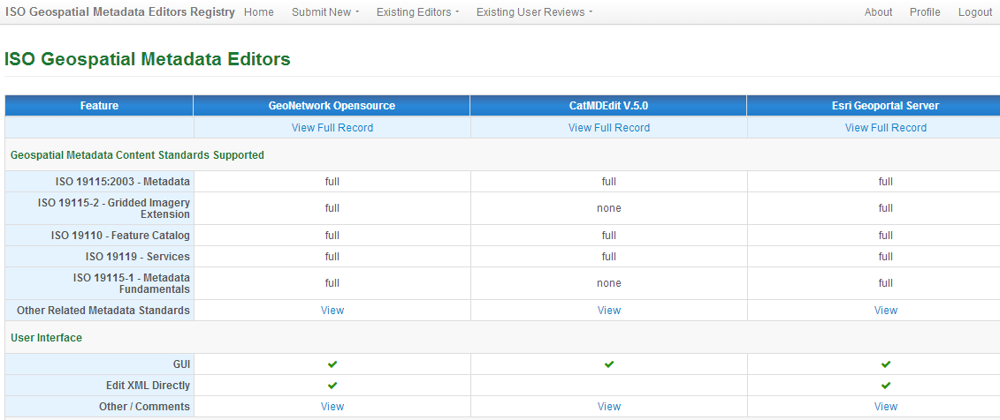 ISO Geospatial Metadata Editors Registry Home Submit New Existing Editors Existing User Reviews About Profile Logout
ISO Geospatial Metadata Editors
Feature GeoNetwork Opensource CatMDEdit V.5.0 Esri Geoportal Server
View Full Record View Full Record View Full Record
Geospatial Metadata Content Standards Supported
ISO 19115:2003 - Metadata full full full
ISO 19115-2 - Gridded Imagery
Extension full none full
ISO 19110 - Feature Catalog full full full
ISO 19119 - Services full full full
ISO 19115-1 - Metadata
Fundamentals full none full
Other Related Metadata Standards View View View
User Interface
GUI
Edit XML Directly
Other / Comments View View View